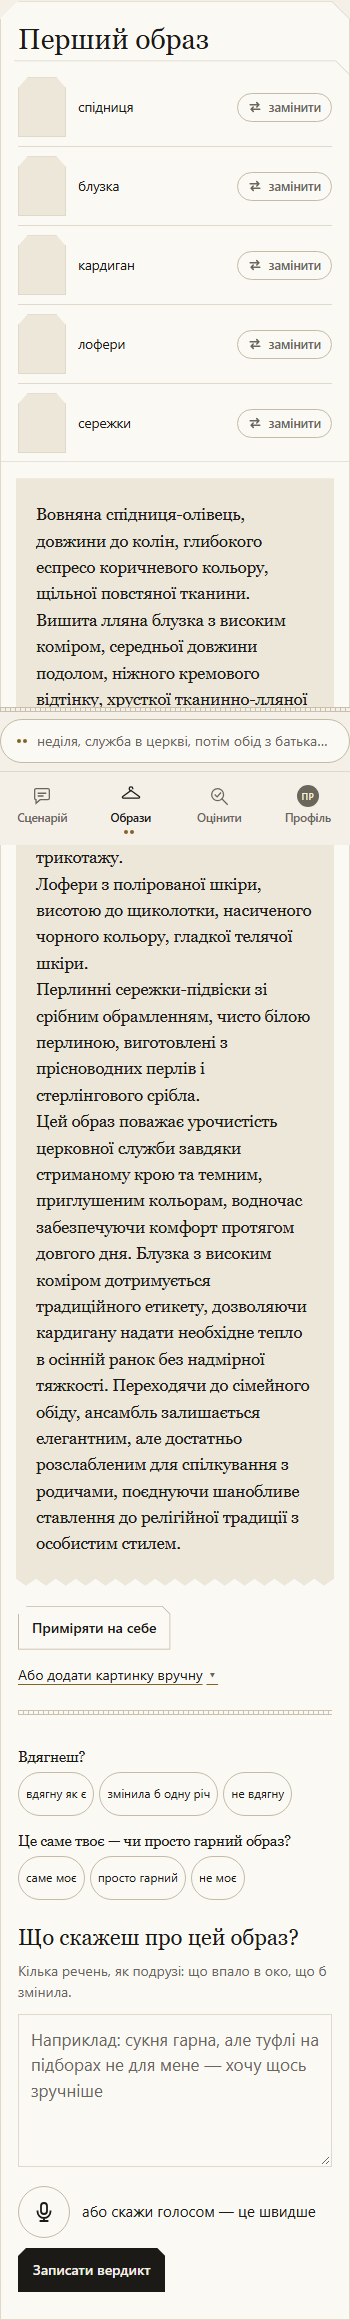 Перший образ
спідниця
замінити
блузка
замінити
кардиган
замінити
лофери
замінити
сережки
замінити
Вовняна спідниця-олівець,
довжини до колін, глибокого
еспресо коричневого кольору,
щільної повстяної тканини.
Вишита лляна блузка з високим
коміром, середньої довжини
подолом, ніжного кремового
відтінку, хрусткої тканинно-лляної
неділя, служба в церкві, потім обід з батька...
Сценарій
Образи
Оцінити
ПР
Профіль
трикотажу.
Лофери з полірованої шкіри,
висотою до щиколотки, насиченого
чорного кольору, гладкої телячої
шкіри.
Перлинні сережки-підвіски зі
срібним обрамленням, чисто білою
перлиною, виготовлені з
прісноводних перлів і
стерлінгового срібла.
Цей образ поважає урочистість
церковної служби завдяки
стриманому крою та темним,
приглушеним кольорам, водночас
забезпечуючи комфорт протягом
довгого дня. Блузка з високим
коміром дотримується
традиційного етикету, дозволяючи
кардигану надати необхідне тепло
в осінній ранок без надмірної
тяжкості. Переходячи до сімейного
обіду, ансамбль залишається
елегантним, але достатньо
розслабленим для спілкування з
родичами, поєднуючи шанобливе
ставлення до релігійної традиції з
особистим стилем.
Приміряти на себе
Або додати картинку вручну
Вдягнеш?
вдягну як є
змінила б одну річ
не вдягну
Це саме твоє — чи просто гарний образ?
саме моє
просто гарний
не моє
Що скажеш про цей образ?
Кілька речень, як подрузі: що впало в око, що б
змінила.
Наприклад: сукня гарна, але туфлі на
підборах не для мене — хочу щось
зручніше
або скажи голосом — це швидше
Записати вердикт